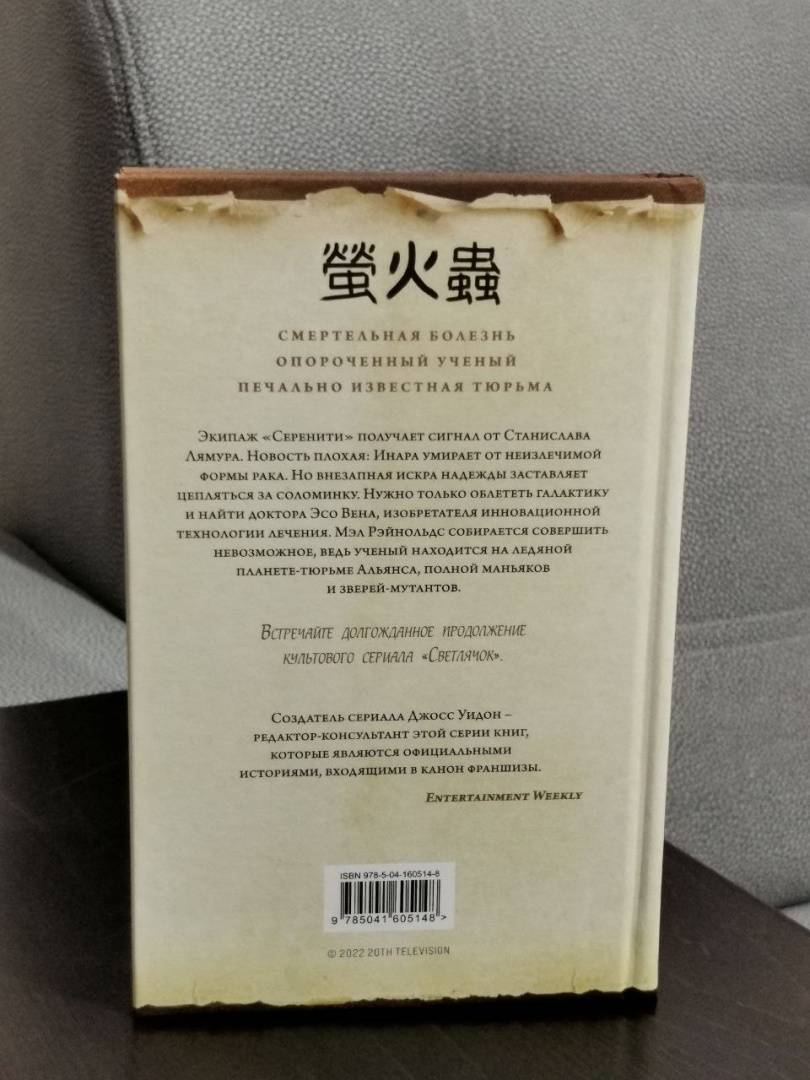 螢火蟲
СМЕРТЕЛЬНАЯ БОЛЕЗНЬ
ОПОРОЧЕННЫЙ УЧЕНЫЙ
ПЕЧАЛЬНО ИЗВЕСТНАЯ ТЮРЬМА
Экипаж «Серенити» получает сигнал от Станислава
Лямура. Новость плохая: Инара умирает от неизлечимой
формы рака. Но внезапная искра надежды заставляет
цепляться за соломинку. Нужно только облететь галактику
и найти доктора Эсо Вена, изобретателя инновационной
технологии лечения. Мэл Рэйнольдс собирается совершить
невозможное, ведь ученый находится на ледяной
планете-тюрьме Альянса, полной маньяков
и зверей-мутантов.
Встречайте долгожданное продолжение
культового сериала «Светлячок».
Создатель сериала Джосс Уидон –
редактор-консультант этой серии книг,
которые являются официальными
историями, входящими в канон франшизы.
Entertainment Weekly
ISBN 978-5-04-160514-8
9 785041 605148 >
© 2022 20TH TELEVISION